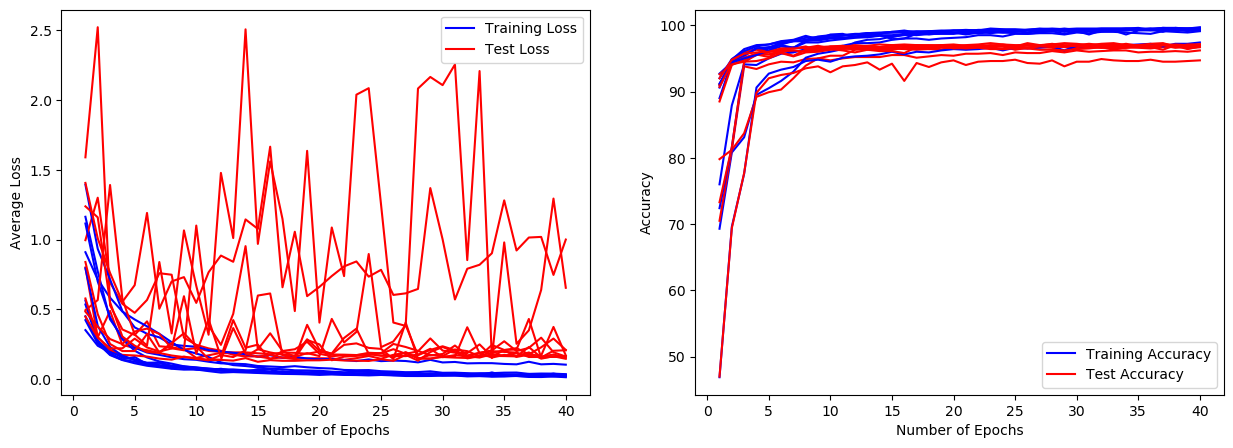 2.5
2.0
1.5
1.0
0.5
0.0
Average Loss
0 5 10 15 20 25 30 35 40
Number of Epochs
Training Loss
Test Loss
100
90
80
70
60
50
Accuracy
0 5 10 15 20 25 30 35 40
Number of Epochs
Training Accuracy
Test Accuracy